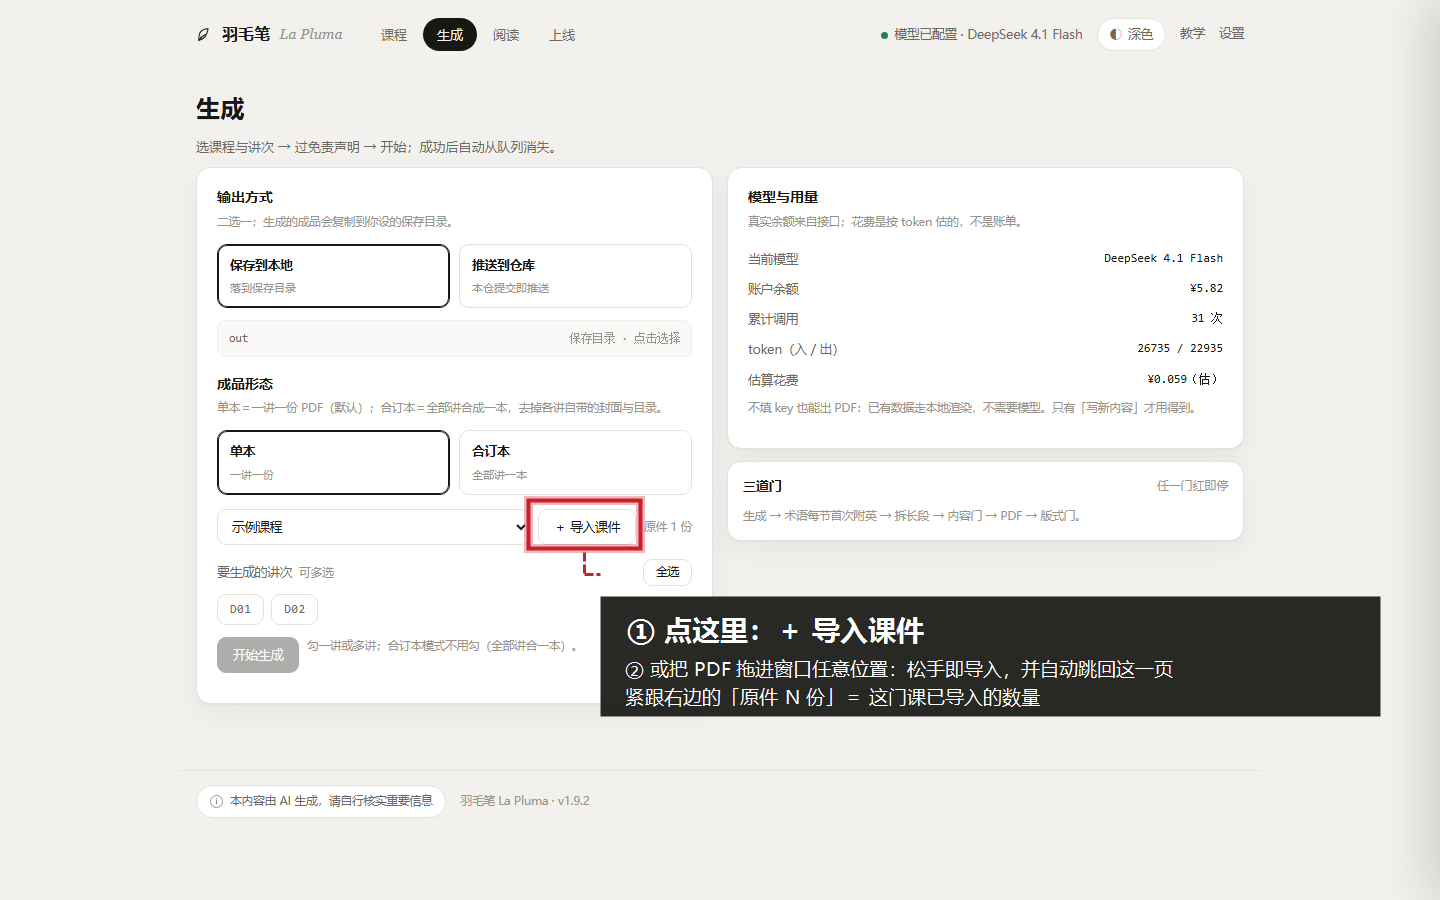 羽毛笔 La Pluma 课程 生成 阅读 上线 模型已配置 · DeepSeek 4.1 Flash 深色 教学 设置
生成
选课程与讲次 → 过免责声明 → 开始；成功后自动从队列消失。
输出方式
二选一；生成的成品会复制到你设的保存目录。
保存到本地
落到保存目录
推送到仓库
本仓提交即推送
out 保存目录 · 点击选择
成品形态
单本＝一讲一份 PDF（默认）；合订本＝全部讲合成一本，去掉各讲自带的封面与目录。
单本
一讲一份
合订本
全部讲一本
示例课程 + 导入课件 原件 1 份
要生成的讲次 可多选 全选
D01 D02
开始生成 勾一讲或多讲；合订本模式不用勾（全部讲合一本）。
模型与用量
真实余额来自接口；花费是按 token 估的，不是账单。
当前模型 DeepSeek 4.1 Flash
账户余额 ¥5.82
累计调用 31 次
token（入 / 出） 26735 / 22935
估算花费 ¥0.059（估）
不填 key 也能出 PDF：已有数据走本地渲染，不需要模型。只有「写新内容」才用得到。
三道门 任一门红即停
生成 → 术语每节首次附英 → 拆长段 → 内容门 → PDF → 版式门。
① 点这里： + 导入课件
② 或把 PDF 拖进窗口任意位置：松手即导入，并自动跳回这一页
紧跟右边的「原件 N 份」 = 这门课已导入的数量
本内容由 AI 生成，请自行核实重要信息 羽毛笔 La Pluma · v1.9.2